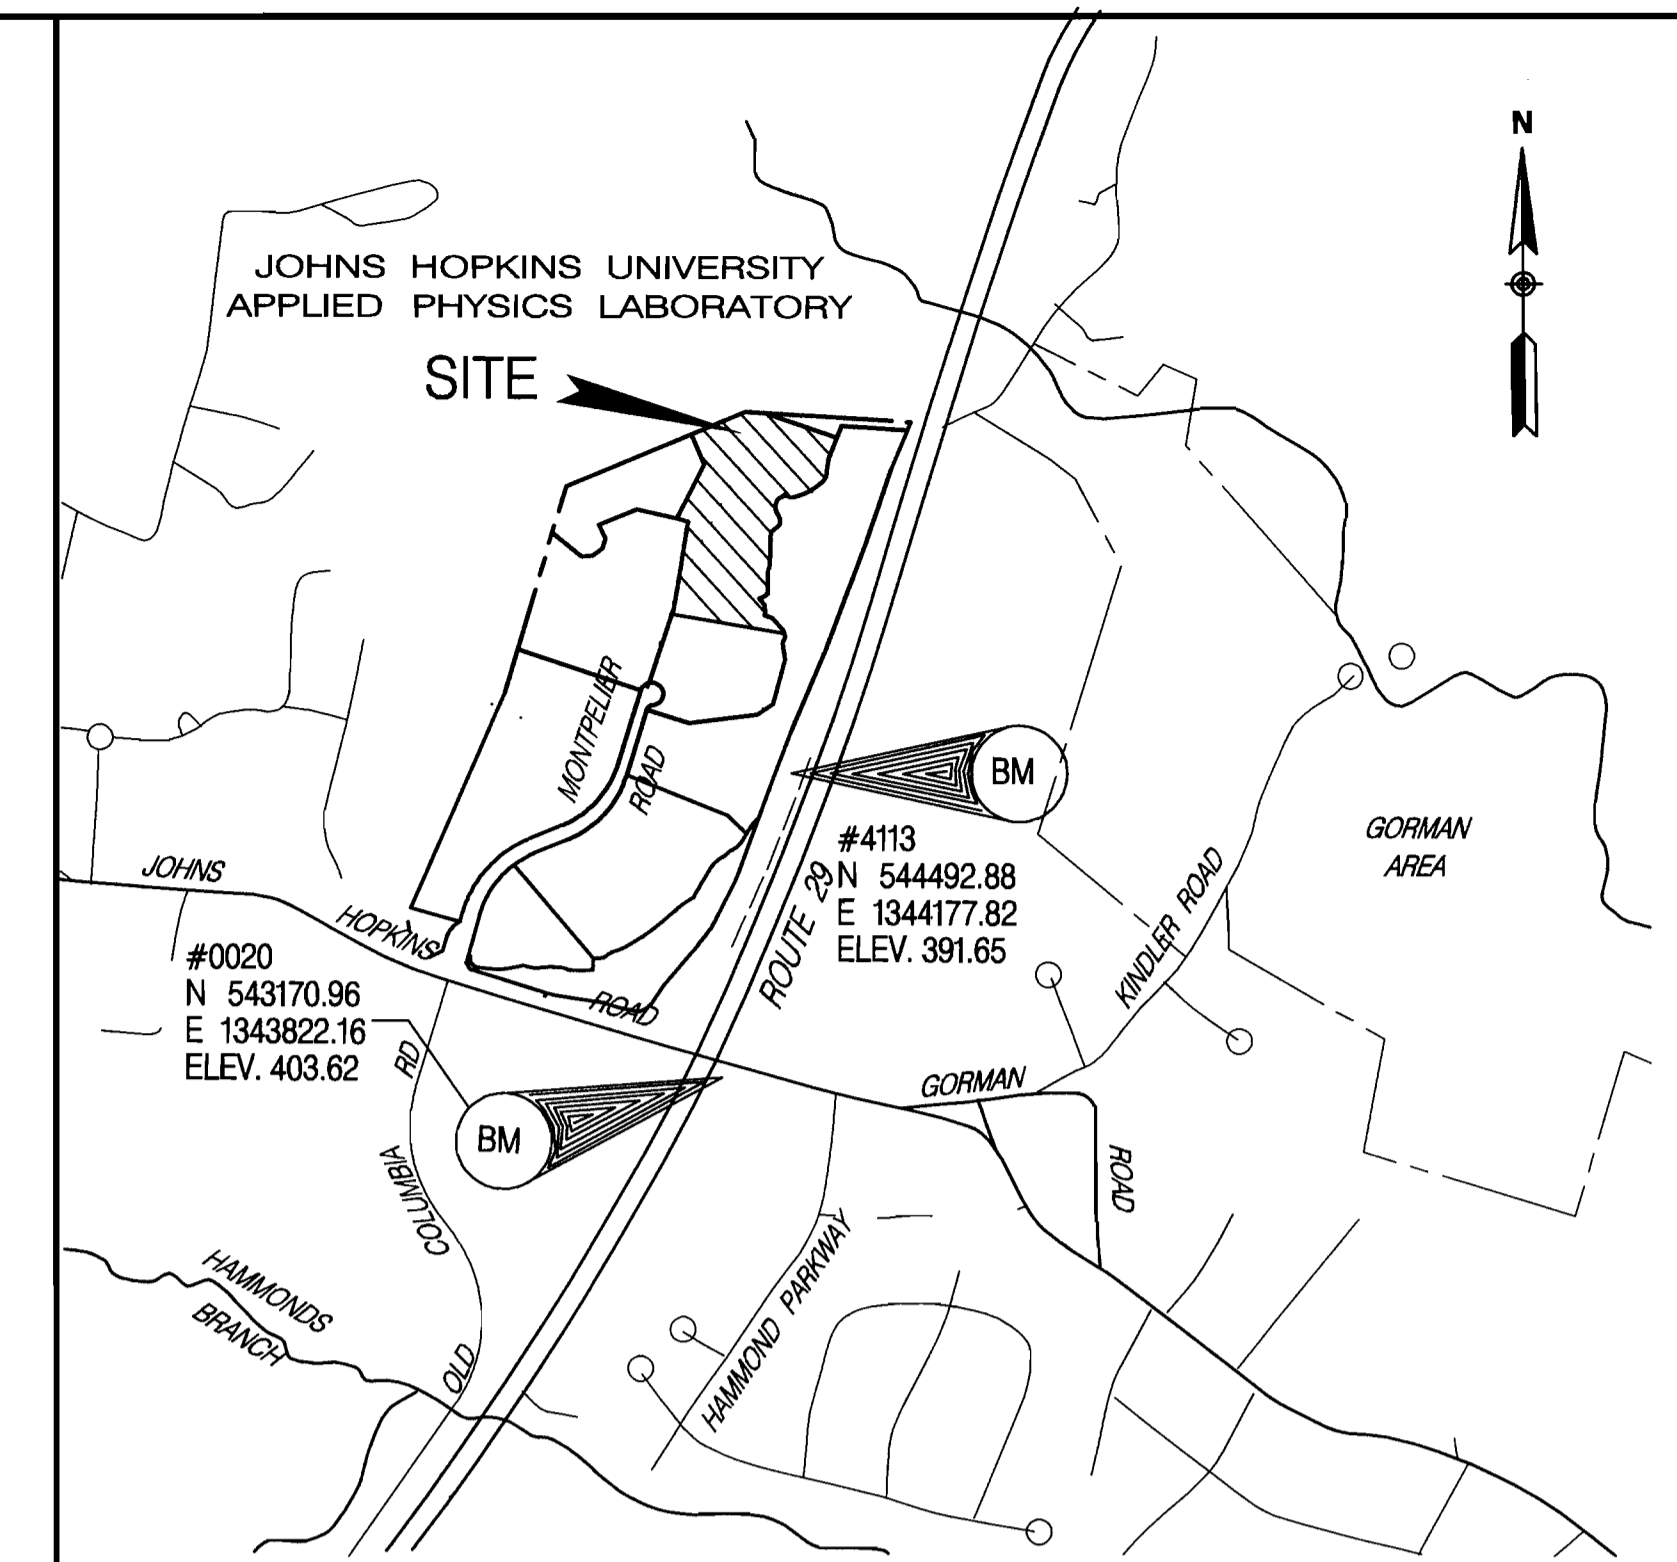 N
JOHNS HOPKINS UNIVERSITY
APPLIED PHYSICS LABORATORY
SITE
MONTPELIER
ROAD
BM
#4113
N 544492.88
E 1344177.82
ELEV. 391.65
GORMAN
AREA
JOHNS
HOPKINS
ROAD
ROUTE 29
KINDLER ROAD
#0020
N 543170.96
E 1343822.16
ELEV. 403.62
BM
GORMAN
ROAD
OLD
COLUMBIA
RD
HAMMOND PARKWAY
HAMMONDS
BRANCH